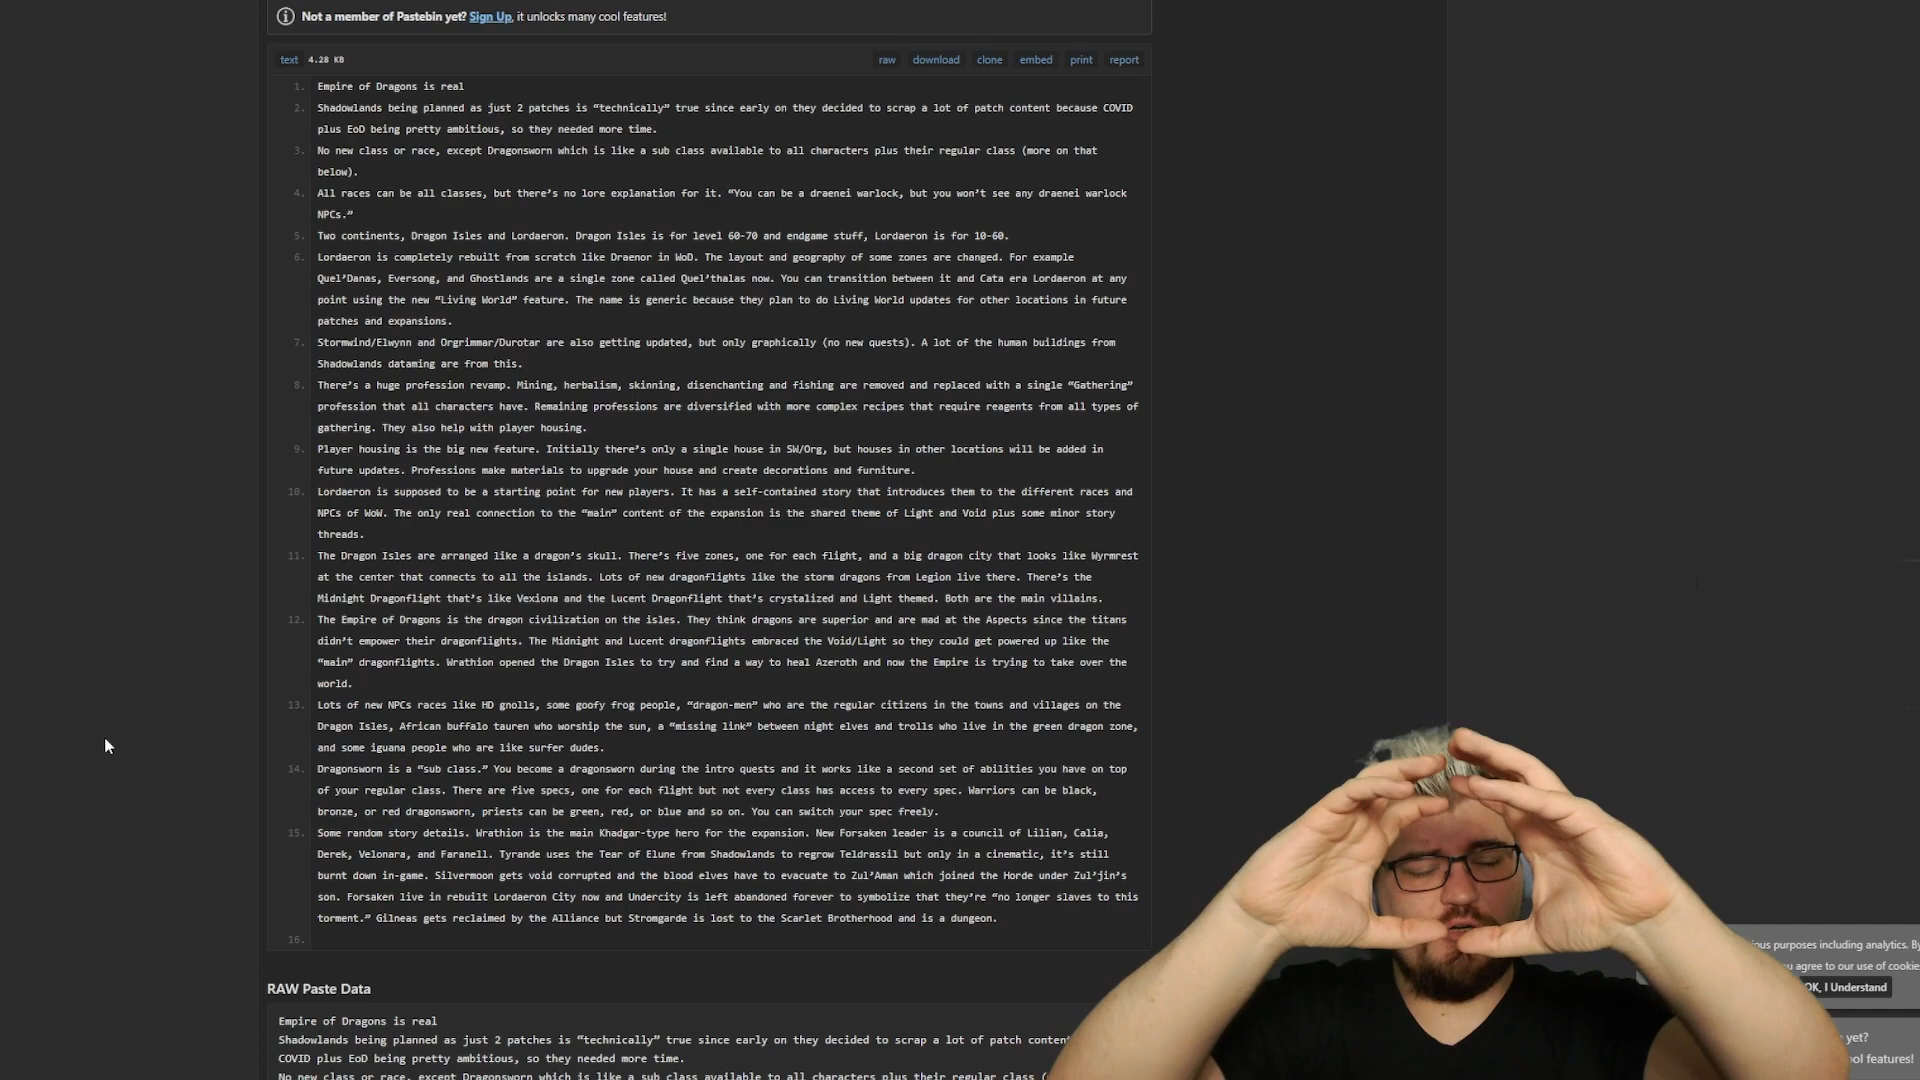 Not a member of Pastebin yet? Sign Up, it unlocks many cool features!
text 4.28 KB raw download clone embed print report
1. Empire of Dragons is real
2. Shadowlands being planned as just 2 patches is “technically” true since early on they decided to scrap a lot of patch content because COVID
plus EoD being pretty ambitious, so they needed more time.
3. No new class or race, except Dragonsworn which is like a sub class available to all characters plus their regular class (more on that
below).
4. All races can be all classes, but there’s no lore explanation for it. “You can be a draenei warlock, but you won’t see any draenei warlock
NPCs.”
5. Two continents, Dragon Isles and Lordaeron. Dragon Isles is for level 60-70 and endgame stuff, Lordaeron is for 10-60.
6. Lordaeron is completely rebuilt from scratch like Draenor in WoD. The layout and geography of some zones are changed. For example
Quel’Danas, Eversong, and Ghostlands are a single zone called Quel’thalas now. You can transition between it and Cata era Lordaeron at any
point using the new “Living World” feature. The name is generic because they plan to do Living World updates for other locations in future
patches and expansions.
7. Stormwind/Elwynn and Orgrimmar/Durotar are also getting updated, but only graphically (no new quests). A lot of the human buildings from
Shadowlands dataming are from this.
8. There’s a huge profession revamp. Mining, herbalism, skinning, disenchanting and fishing are removed and replaced with a single “Gathering”
profession that all characters have. Remaining professions are diversified with more complex recipes that require reagents from all types of
gathering. They also help with player housing.
9. Player housing is the big new feature. Initially there’s only a single house in SW/Org, but houses in other locations will be added in
future updates. Professions make materials to upgrade your house and create decorations and furniture.
10. Lordaeron is supposed to be a starting point for new players. It has a self-contained story that introduces them to the different races and
NPCs of WoW. The only real connection to the “main” content of the expansion is the shared theme of Light and Void plus some minor story
threads.
11. The Dragon Isles are arranged like a dragon’s skull. There’s five zones, one for each flight, and a big dragon city that looks like Wyrmrest
at the center that connects to all the islands. Lots of new dragonflights like the storm dragons from Legion live there. There’s the
Midnight Dragonflight that’s like Vexiona and the Lucent Dragonflight that’s crystalized and Light themed. Both are the main villains.
12. The Empire of Dragons is the dragon civilization on the isles. They think dragons are superior and are mad at the Aspects since the titans
didn’t empower their dragonflights. The Midnight and Lucent dragonflights embraced the Void/Light so they could get powered up like the
“main” dragonflights. Wrathion opened the Dragon Isles to try and find a way to heal Azeroth and now the Empire is trying to take over the
world.
13. Lots of new NPCs races like HD gnolls, some goofy frog people, “dragon-men” who are the regular citizens in the towns and villages on the
Dragon Isles, African buffalo tauren who worship the sun, a “missing link” between night elves and trolls who live in the green dragon zone,
and some iguana people who are like surfer dudes.
14. Dragonsworn is a “sub class.” You become a dragonsworn during the intro quests and it works like a second set of abilities you have on top
of your regular class. There are five specs, one for each flight but not every class has access to every spec. Warriors can be black,
bronze, or red dragonsworn, priests can be green, red, or blue and so on. You can switch your spec freely.
15. Some random story details. Wrathion is the main Khadgar-type hero for the expansion. New Forsaken leader is a council of Lilian, Calia,
Derek, Velonara, and Faranell. Tyrande uses the Tear of Elune from Shadowlands to regrow Teldrassil but only in a cinematic, it’s still
burnt down in-game. Silvermoon gets void corrupted and the blood elves have to evacuate to Zul’Aman which joined the Horde under Zul’jin’s
son. Forsaken live in rebuilt Lordaeron City now and Undercity is left abandoned forever to symbolize that they’re “no longer slaves to this
torment.” Gilneas gets reclaimed by the Alliance but Stromgarde is lost to the Scarlet Brotherhood and is a dungeon.
16.
RAW Paste Data
Empire of Dragons is real
Shadowlands being planned as just 2 patches is “technically” true since early on they decided to scrap a lot of patch content
COVID plus EoD being pretty ambitious, so they needed more time.
No new class or race, except Dragonsworn which is like a sub class available to all characters plus their regular class
purposes including analytics. By
agree to our use of cookies
OK, I Understand
yet?
features!